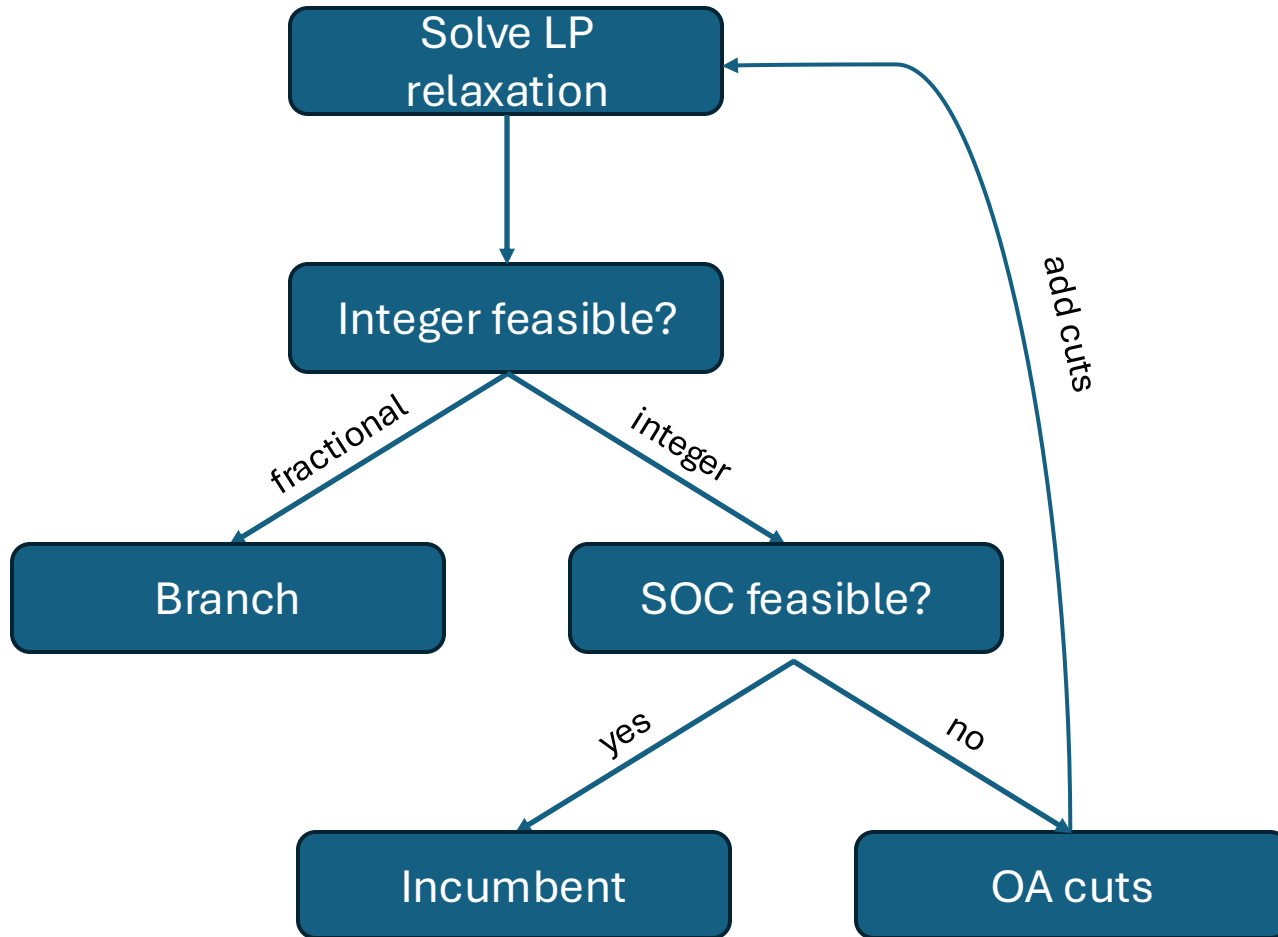 Solve LP
relaxation
add cuts
Integer feasible?
fractional
integer
Branch
SOC feasible?
yes
no
Incumbent
OA cuts